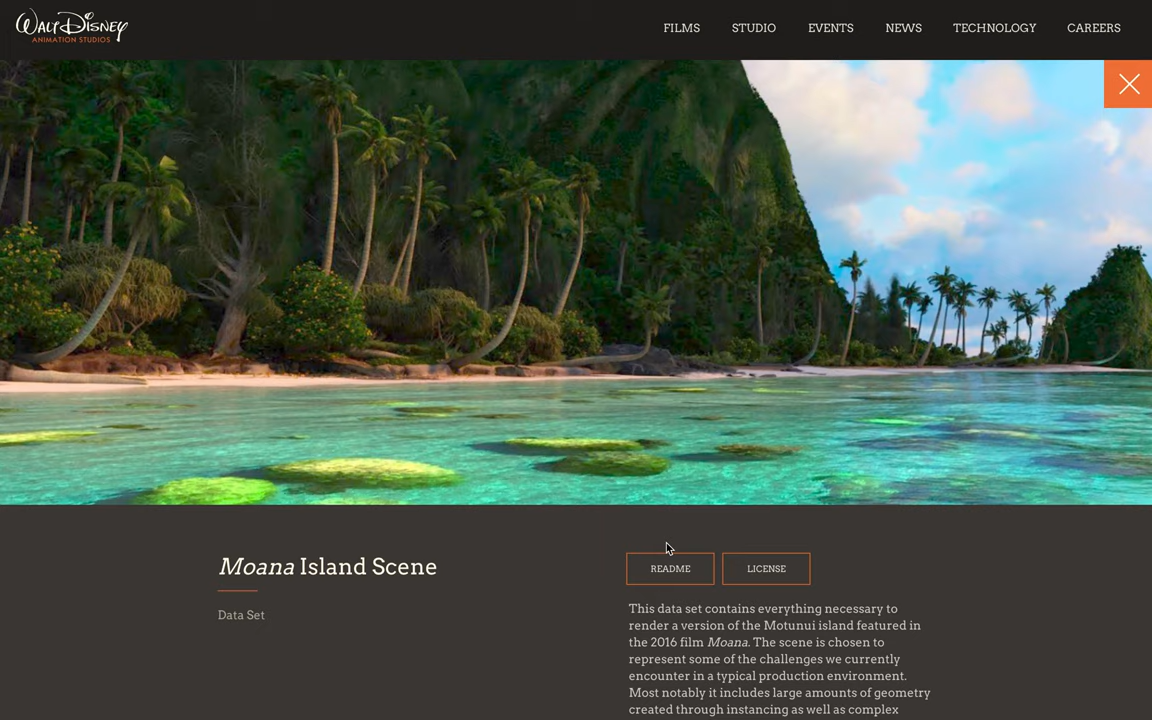 WALT DISNEY
ANIMATION STUDIOS
FILMS STUDIO EVENTS NEWS TECHNOLOGY CAREERS
Moana Island Scene
Data Set
README LICENSE
This data set contains everything necessary to
render a version of the Motunui island featured in
the 2016 film Moana. The scene is chosen to
represent some of the challenges we currently
encounter in a typical production environment.
Most notably it includes large amounts of geometry
created through instancing as well as complex